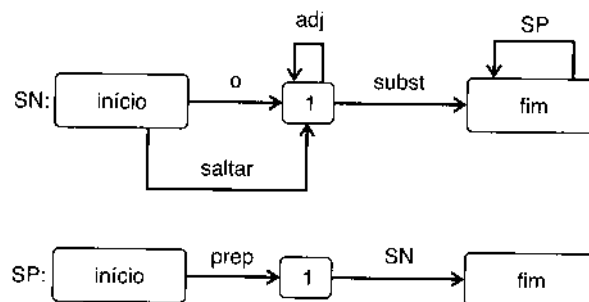 adj
SP
SN: início o 1 subst fim
saltar
SP: início prep 1 SN fim